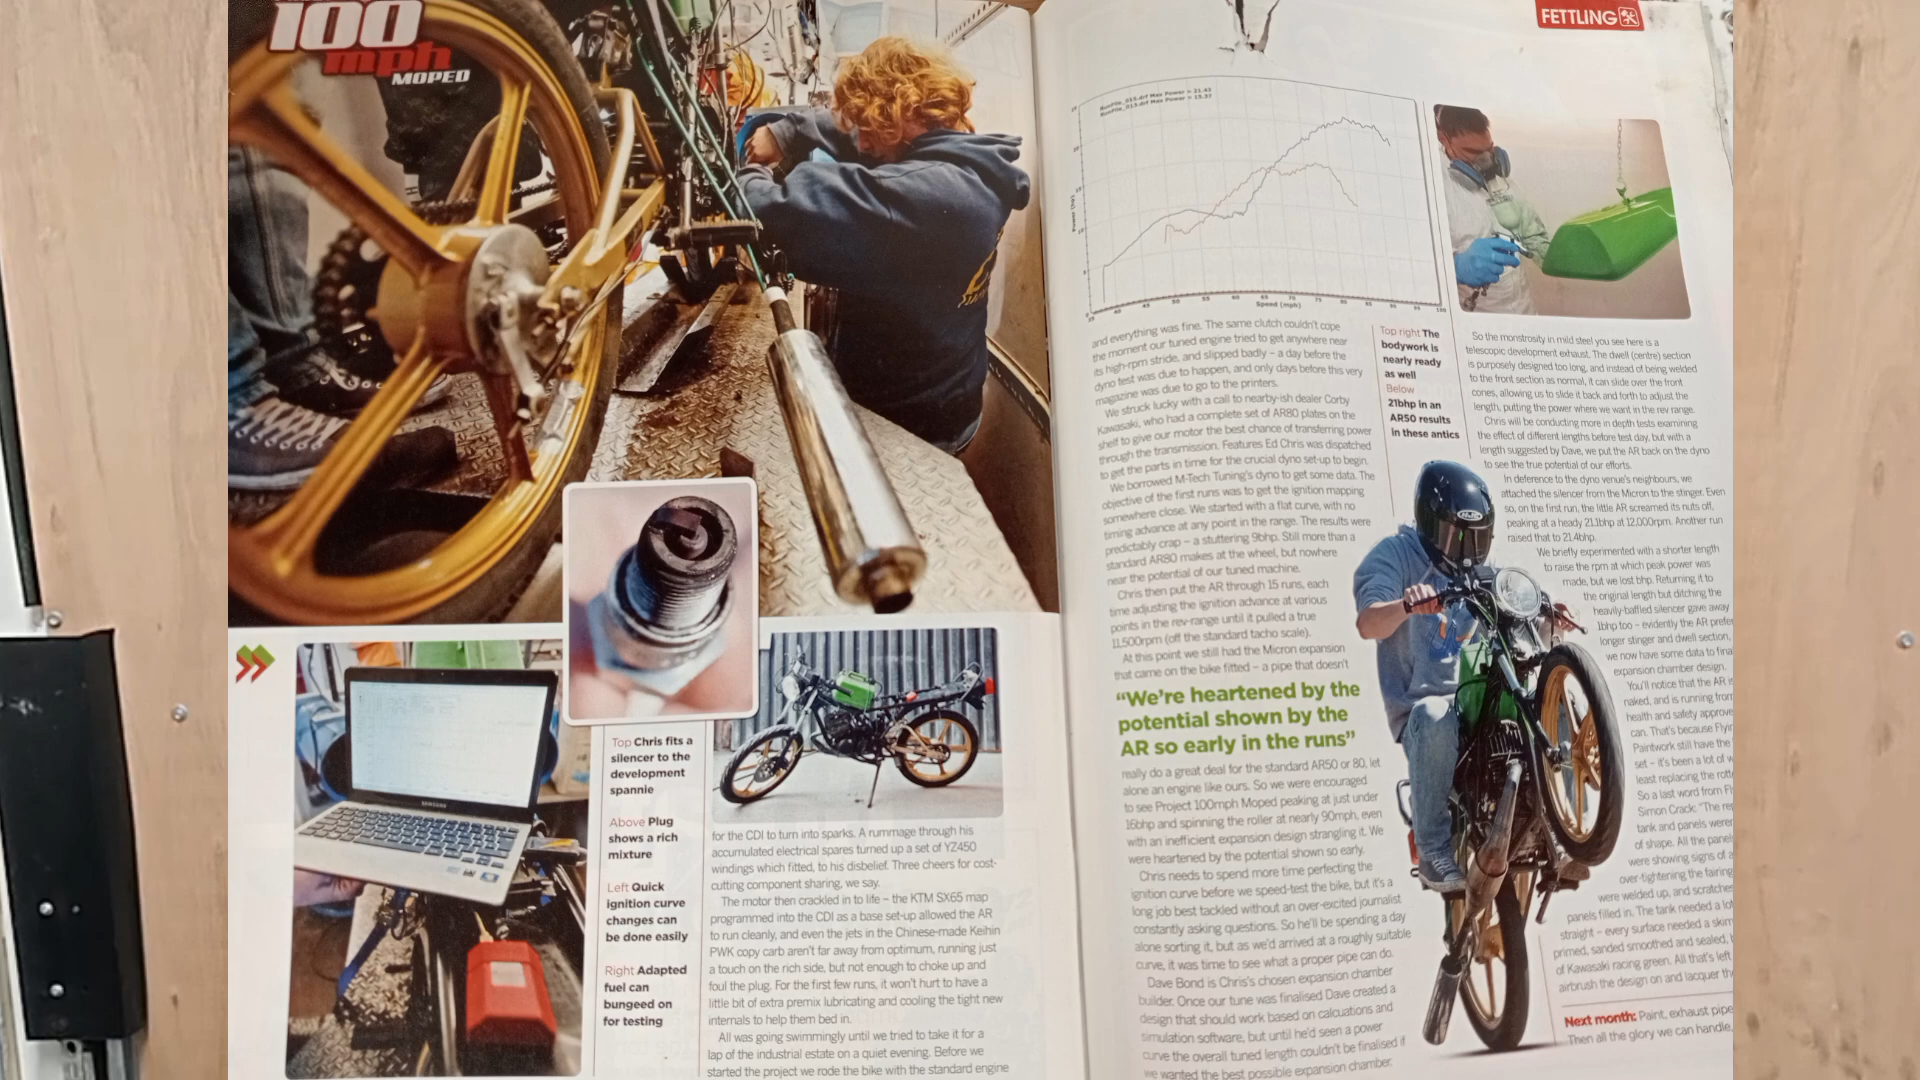 100
mph
MOPED
Top Chris fits a
silencer to the
development
spannie
Above Plug
shows a rich
mixture
Left Quick
ignition curve
changes can
be done easily
Right Adapted
fuel can
bungeed on
for testing
SAMSUNG
for the CDI to turn into sparks. A rummage through his
accumulated electrical spares turned up a set of YZ450
windings which fitted, to his disbelief. Three cheers for cost-
cutting component sharing, we say.
The motor then crackled in to life – the KTM SX65 map
programmed into the CDI as a base set-up allowed the AR
to run cleanly, and even the jets in the Chinese-made Keihin
PWK copy carb aren't far away from optimum, running just
a touch on the rich side, but not enough to choke up and
foul the plug. For the first few runs, it won't hurt to have a
little bit of extra premix lubricating and cooling the tight new
internals to help them bed in.
All was going swimmingly until we tried to take it for a
lap of the industrial estate on a quiet evening. Before we
started the project we rode the bike with the standard engine
FETTLING
RunFile_015.drf Max Power = 21.43
RunFile_013.drf Max Power = 15.37
Power (hp)
Speed (mph)
and everything was fine. The same clutch couldn't cope
the moment our tuned engine tried to get anywhere near
its high-rpm stride, and slipped badly – a day before the
dyno test was due to happen, and only days before this very
magazine was due to go to the printers.
We struck lucky with a call to nearby-ish dealer Corby
Kawasaki, who had a complete set of AR80 plates on the
shelf to give our motor the best chance of transferring power
through the transmission. Features Ed Chris was dispatched
to get the parts in time for the crucial dyno set-up to begin.
We borrowed M-Tech Tuning's dyno to get some data. The
objective of the first runs was to get the ignition mapping
somewhere close. We started with a flat curve, with no
timing advance at any point in the range. The results were
predictably crap – a stuttering 9bhp. Still more than a
standard AR80 makes at the wheel, but nowhere
near the potential of our tuned machine.
Chris then put the AR through 15 runs, each
time adjusting the ignition advance at various
points in the rev-range until it pulled a true
11,500rpm (off the standard tacho scale).
At this point we still had the Micron expansion
that came on the bike fitted – a pipe that doesn't
"We're heartened by the
potential shown by the
AR so early in the runs"
really do a great deal for the standard AR50 or 80, let
alone an engine like ours. So we were encouraged
to see Project 100mph Moped peaking at just under
16bhp and spinning the roller at nearly 90mph, even
with an inefficient expansion design strangling it. We
were heartened by the potential shown so early.
Chris needs to spend more time perfecting the
ignition curve before we speed-test the bike, but it's a
long job best tackled without an over-excited journalist
constantly asking questions. So he'll be spending a day
alone sorting it, but as we'd arrived at a roughly suitable
curve, it was time to see what a proper pipe can do.
Dave Bond is Chris's chosen expansion chamber
builder. Once our tune was finalised Dave created a
design that should work based on calcuations and
simulation software, but until he'd seen a power
curve the overall tuned length couldn't be finalised if
we wanted the best possible expansion chamber.
Top right The
bodywork is
nearly ready
as well
Below
21bhp in an
AR50 results
in these antics
So the monstrosity in mild steel you see here is a
telescopic development exhaust. The dwell (centre) section
is purposely designed too long, and instead of being welded
to the front section as normal, it can slide over the front
cones, allowing us to slide it back and forth to adjust the
length, putting the power where we want in the rev range.
Chris will be conducting more in depth tests examining
the effect of different lengths before test day, but with a
length suggested by Dave, we put the AR back on the dyno
to see the true potential of our efforts.
In deference to the dyno venue's neighbours, we
attached the silencer from the Micron to the stinger. Even
so, on the first run, the little AR screamed its nuts off,
peaking at a heady 21.1bhp at 12,000rpm. Another run
raised that to 21.4bhp.
We briefly experimented with a shorter length
to raise the rpm at which peak power was
made, but we lost bhp. Returning it to
the original length but ditching the
heavily-baffled silencer gave away
1bhp too – evidently the AR prefe
longer stinger and dwell section,
we now have some data to fina
expansion chamber design.
You'll notice that the AR is
naked, and is running from
health and safety approve
can. That's because Flyi
Paintwork still have the
set – it's been a lot of w
least replacing the rott
So a last word from Fl
Simon Crack: "The re
tank and panels were
of shape. All the panel
were showing signs of a
over-tightening the fairing
were welded up, and scratches
panels filled in. The tank needed a lot
straight – every surface needed a skim
primed, sanded smoothed and sealed,
of Kawasaki racing green. All that's left
airbrush the design on and lacquer th
Next month: Paint, exhaust pipe
Then all the glory we can handle,